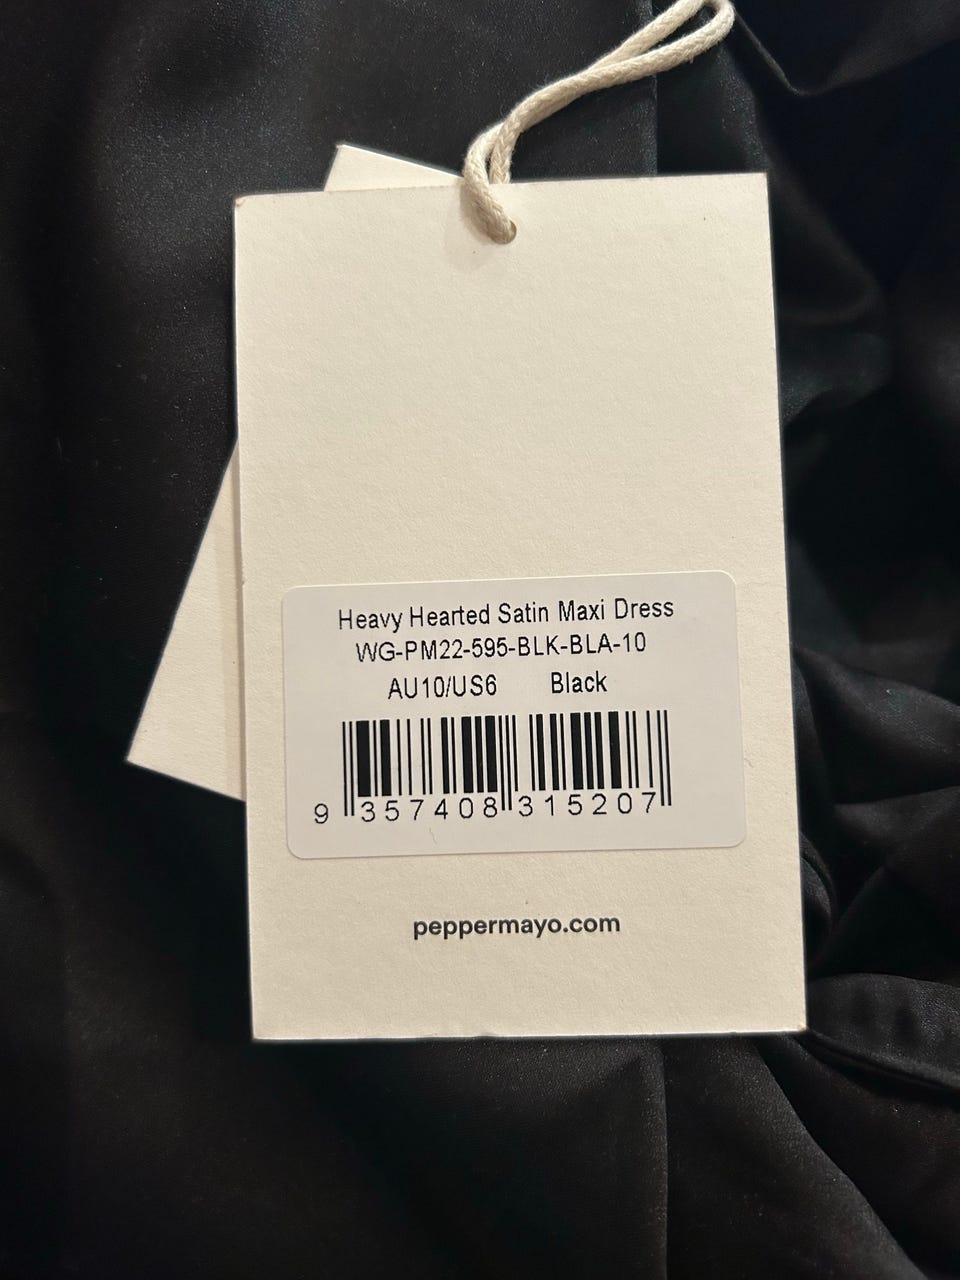 Heavy Hearted Satin Maxi Dress
WG-PM22-595-BLK-BLA-10
AU10/US6 Black
9 357408 315207
peppermayo.com